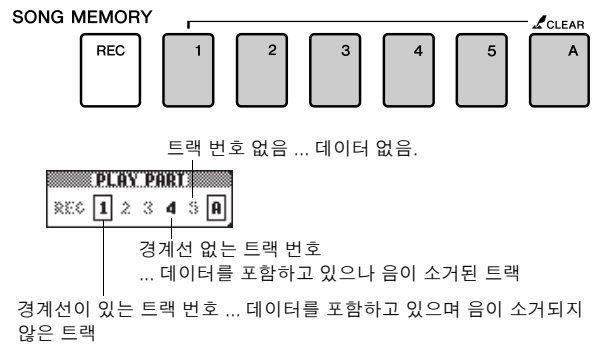 SONG MEMORY
CLEAR
REC 1 2 3 4 5 A
트랙 번호 없음 ... 데이터 없음.
PLAY PART
REC 1 2 3 4 5 A
경계선 없는 트랙 번호
... 데이터를 포함하고 있으나 음이 소거된 트랙
경계선이 있는 트랙 번호 ... 데이터를 포함하고 있으며 음이 소거되지
않은 트랙